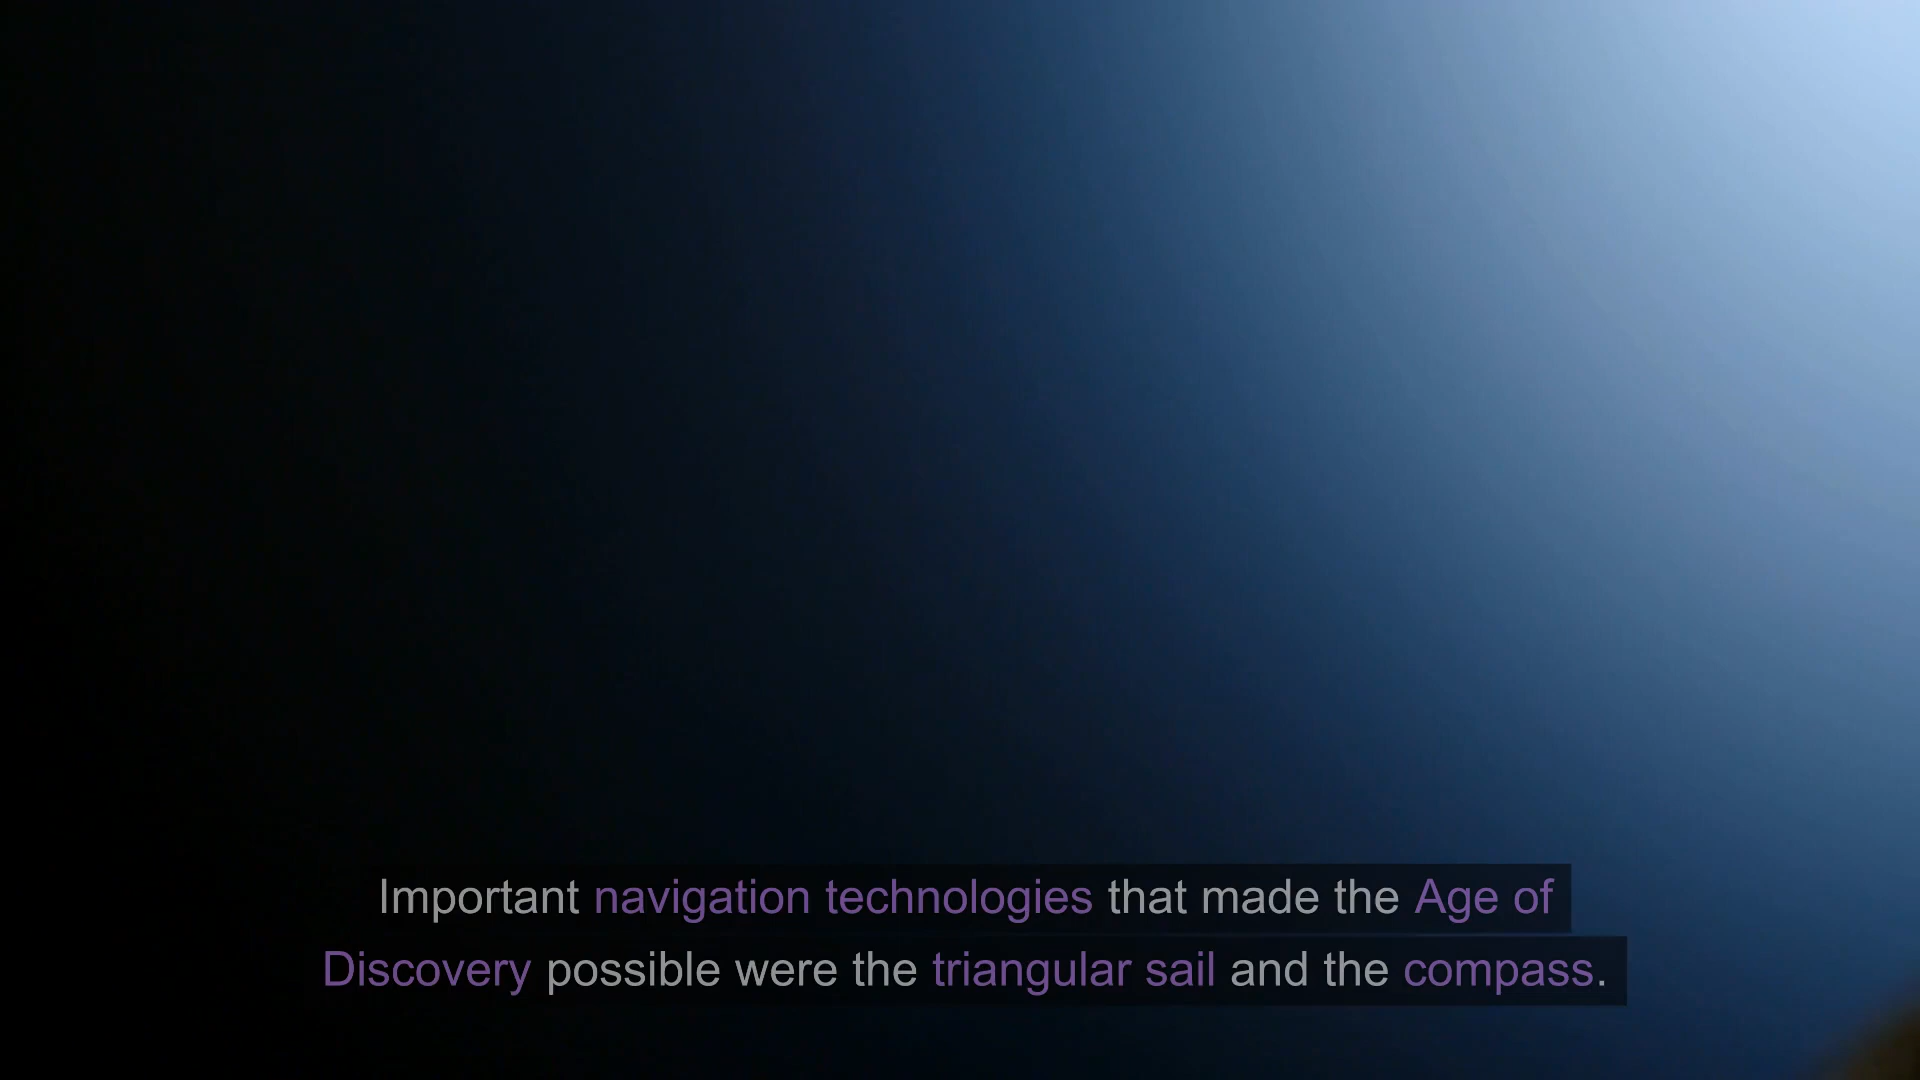 Important navigation technologies that made the Age of
Discovery possible were the triangular sail and the compass.